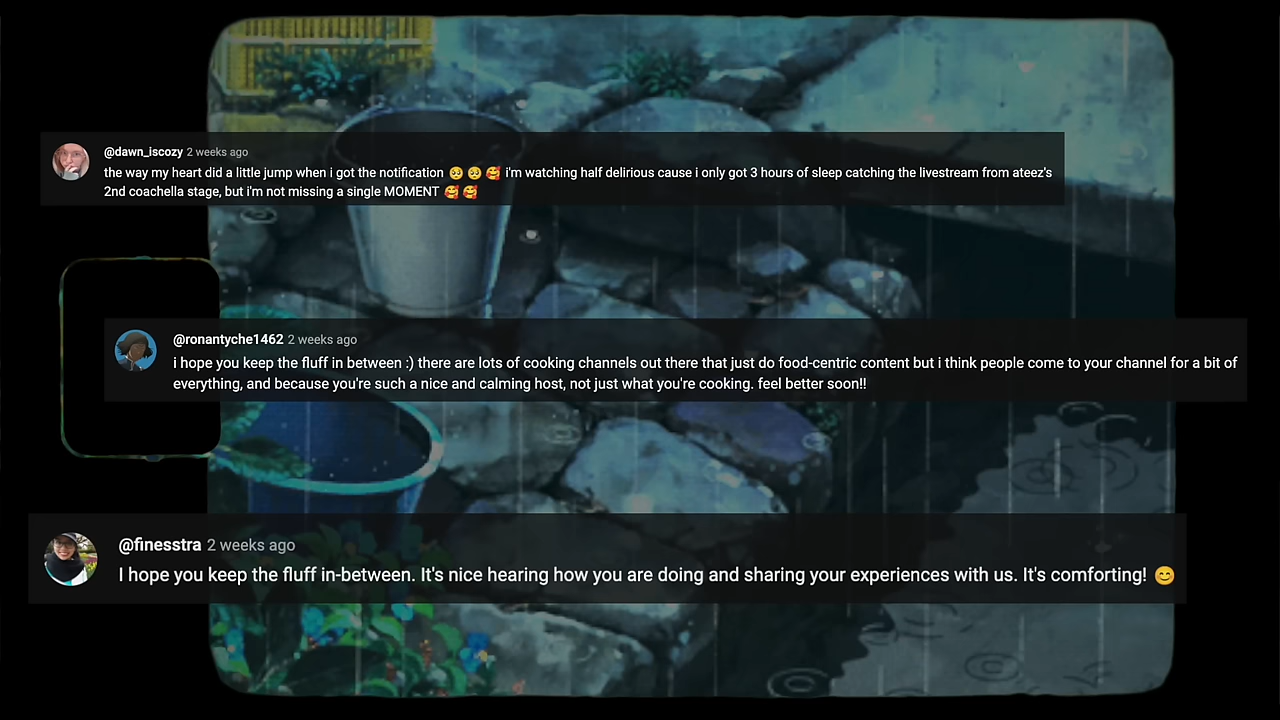 @dawn_iscozy 2 weeks ago
the way my heart did a little jump when i got the notification 🥺 🥺 🥰 i'm watching half delirious cause i only got 3 hours of sleep catching the livestream from ateez's
2nd coachella stage, but i'm not missing a single MOMENT 🥰 🥰
@ronantyche1462 2 weeks ago
i hope you keep the fluff in between :) there are lots of cooking channels out there that just do food-centric content but i think people come to your channel for a bit of
everything, and because you're such a nice and calming host, not just what you're cooking. feel better soon!!
@finesstra 2 weeks ago
I hope you keep the fluff in-between. It's nice hearing how you are doing and sharing your experiences with us. It's comforting! 😊